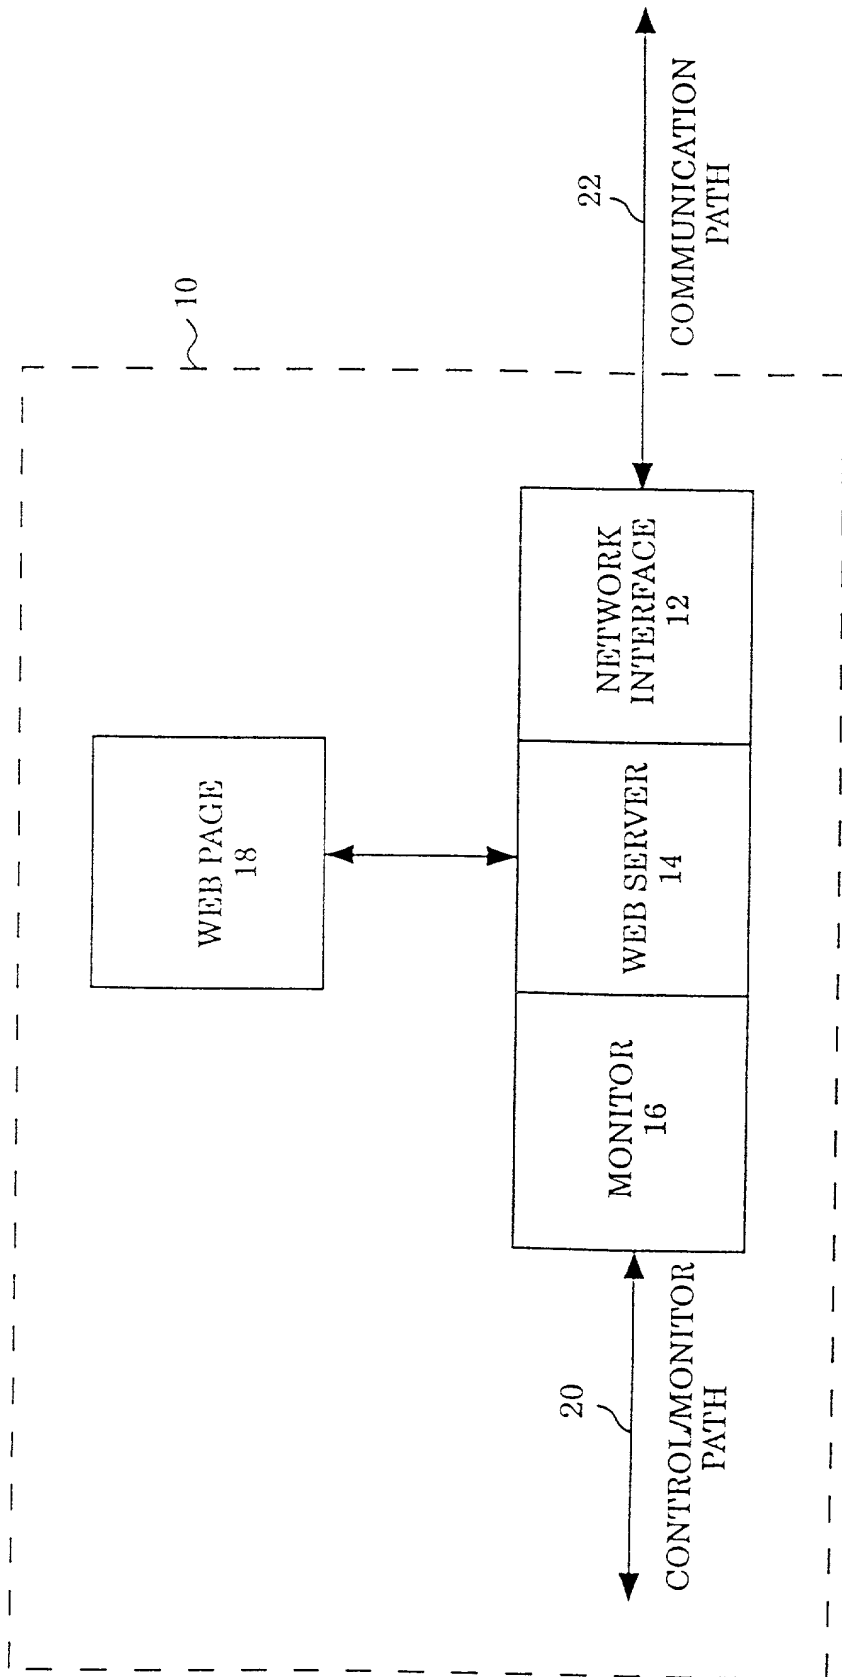 10
WEB PAGE
18
MONITOR
16
WEB SERVER
14
NETWORK
INTERFACE
12
20
CONTROL/MONITOR
PATH
22
COMMUNICATION
PATH